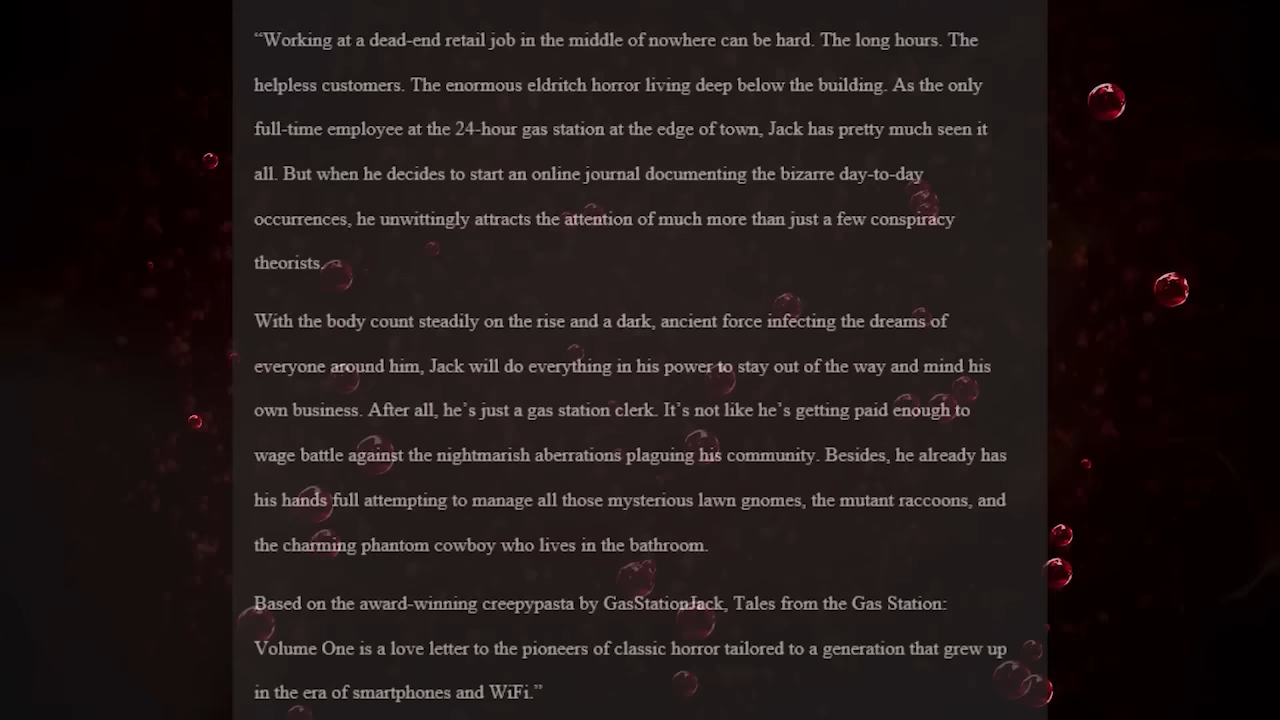 “Working at a dead-end retail job in the middle of nowhere can be hard. The long hours. The
helpless customers. The enormous eldritch horror living deep below the building. As the only
full-time employee at the 24-hour gas station at the edge of town, Jack has pretty much seen it
all. But when he decides to start an online journal documenting the bizarre day-to-day
occurrences, he unwittingly attracts the attention of much more than just a few conspiracy
theorists.
With the body count steadily on the rise and a dark, ancient force infecting the dreams of
everyone around him, Jack will do everything in his power to stay out of the way and mind his
own business. After all, he’s just a gas station clerk. It’s not like he’s getting paid enough to
wage battle against the nightmarish aberrations plaguing his community. Besides, he already has
his hands full attempting to manage all those mysterious lawn gnomes, the mutant raccoons, and
the charming phantom cowboy who lives in the bathroom.
Based on the award-winning creepypasta by GasStationJack, Tales from the Gas Station:
Volume One is a love letter to the pioneers of classic horror tailored to a generation that grew up
in the era of smartphones and WiFi.”